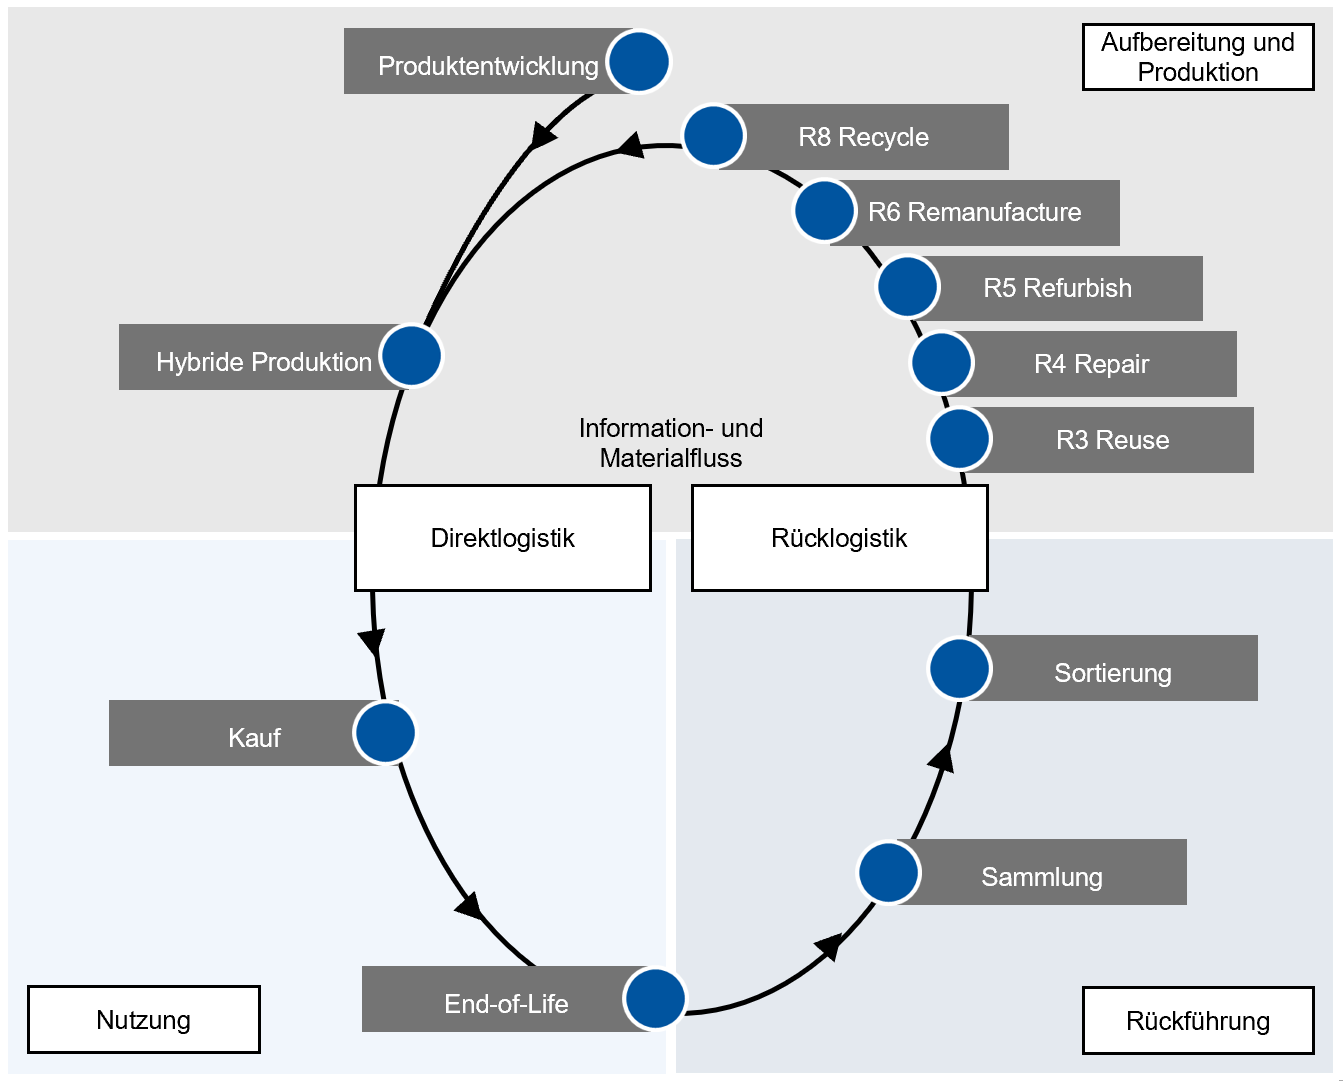 Aufbereitung und
Produktion
Produktentwicklung
R8 Recycle
R6 Remanufacture
R5 Refurbish
Hybride Produktion
R4 Repair
R3 Reuse
Information- und
Materialfluss
Direktlogistik
Rücklogistik
Sortierung
Kauf
Sammlung
End-of-Life
Nutzung
Rückführung